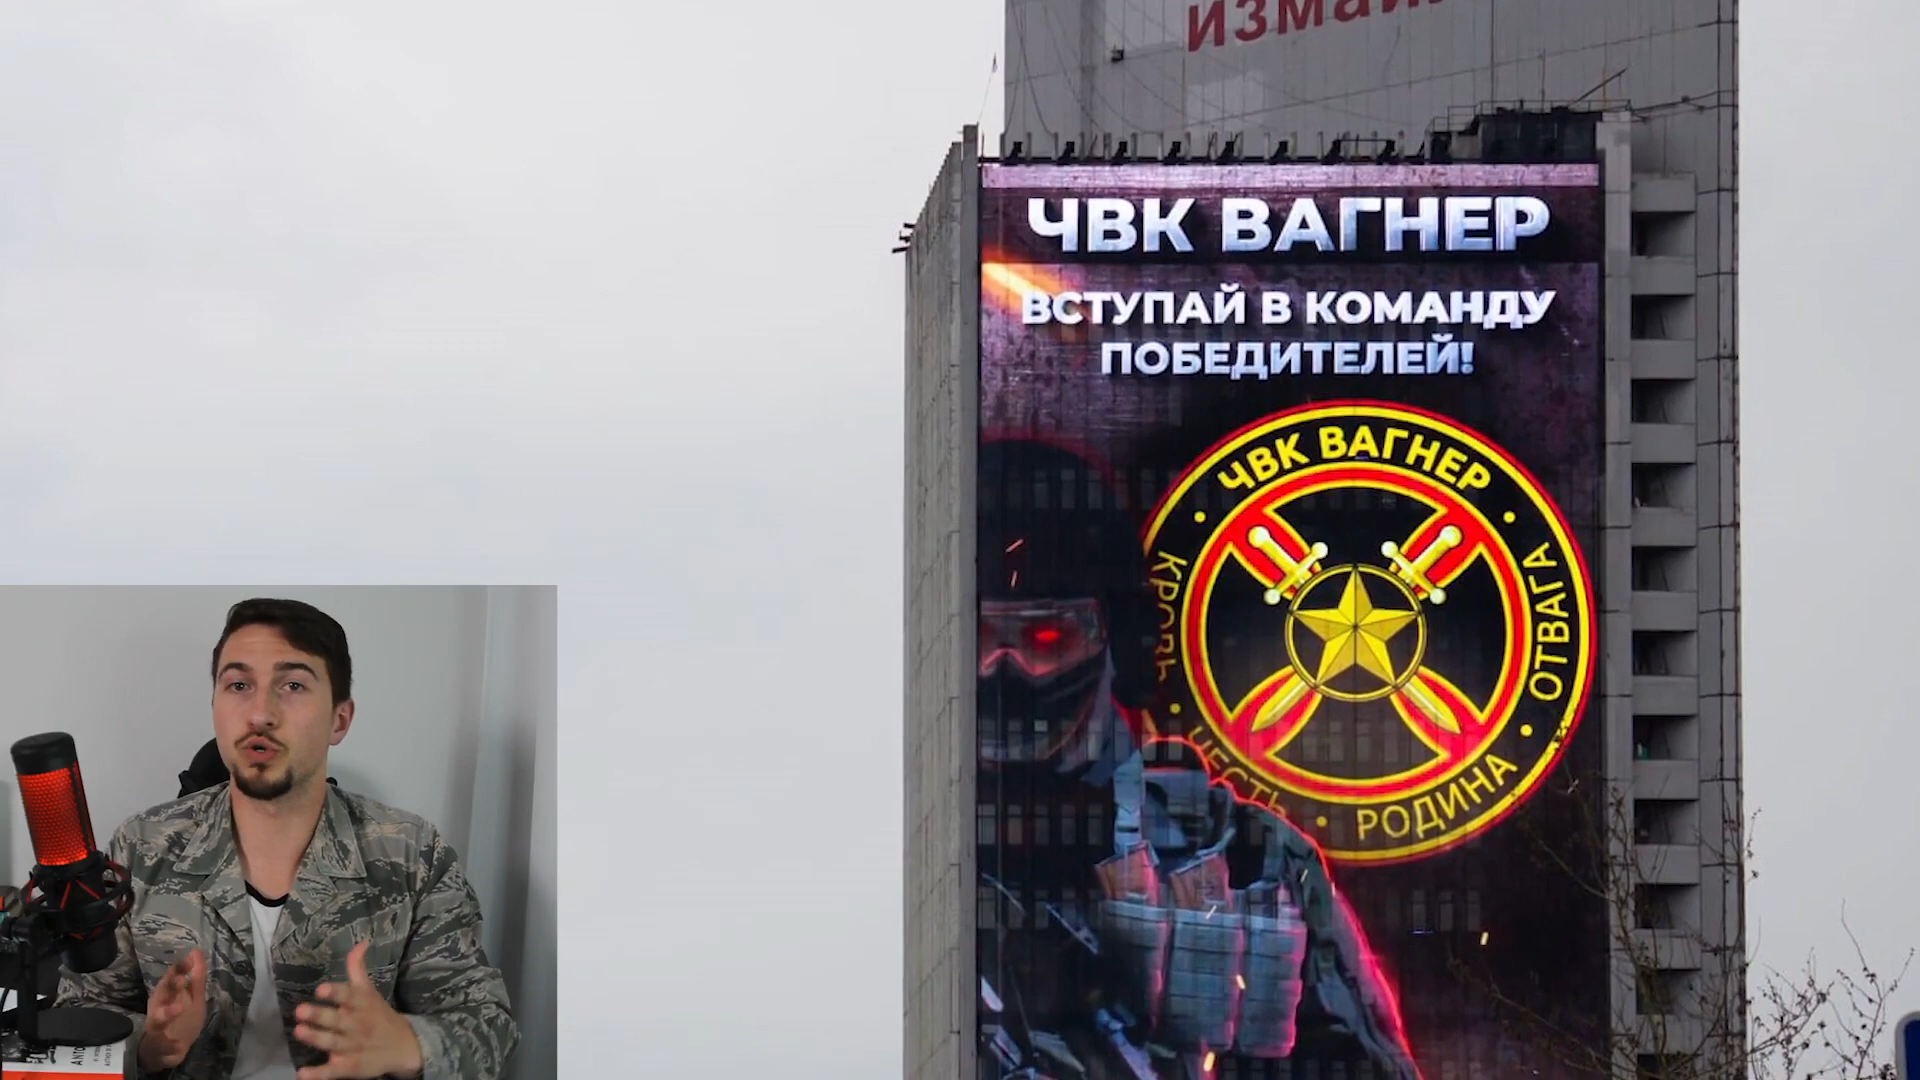 ЧВК ВАГНЕР
ВСТУПАЙ В КОМАНДУ
ПОБЕДИТЕЛЕЙ!
ЧВК ВАГНЕР
КРОВЬ • ЧЕСТЬ • РОДИНА • ОТВАГА